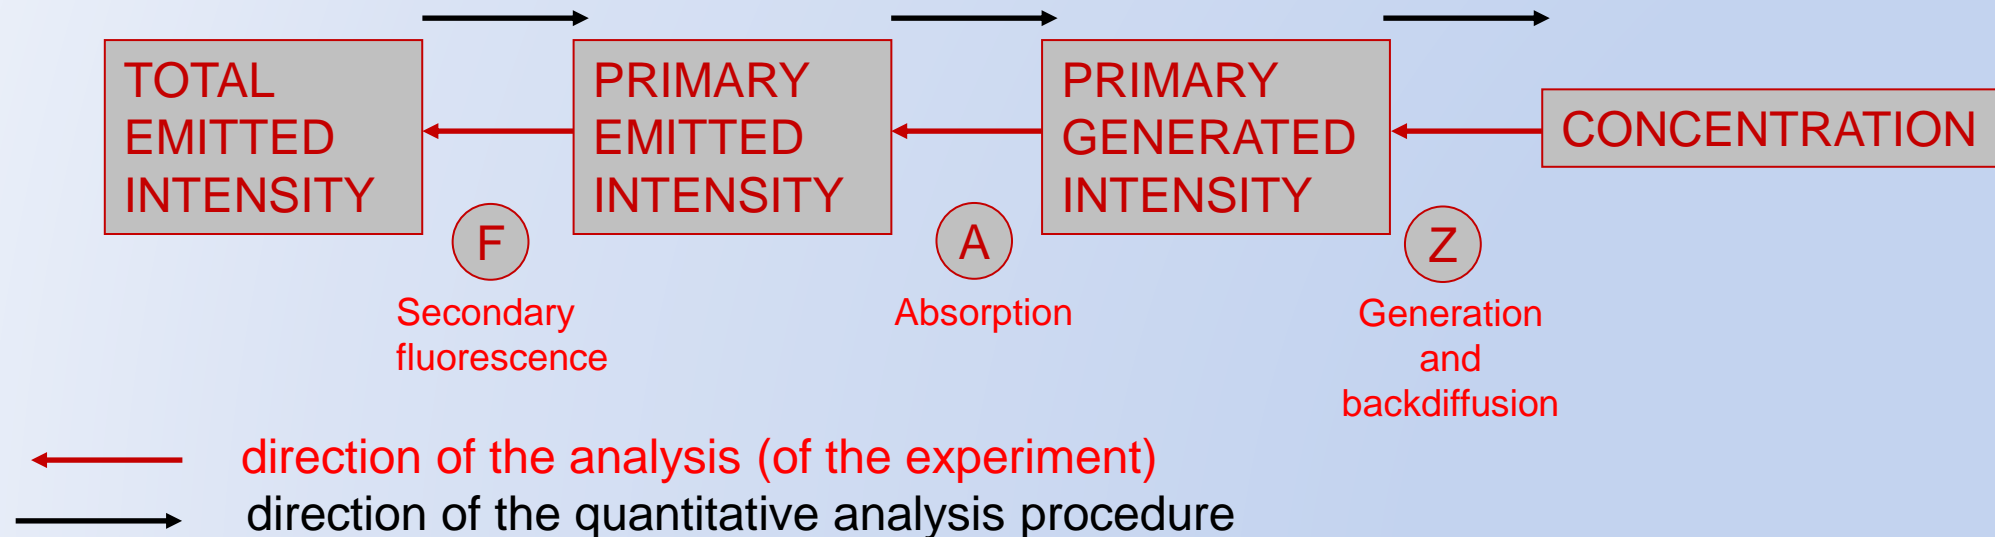 TOTAL
EMITTED
INTENSITY
PRIMARY
EMITTED
INTENSITY
PRIMARY
GENERATED
INTENSITY
CONCENTRATION
F
Secondary
fluorescence
A
Absorption
Z
Generation
and
backdiffusion
direction of the analysis (of the experiment)
direction of the quantitative analysis procedure